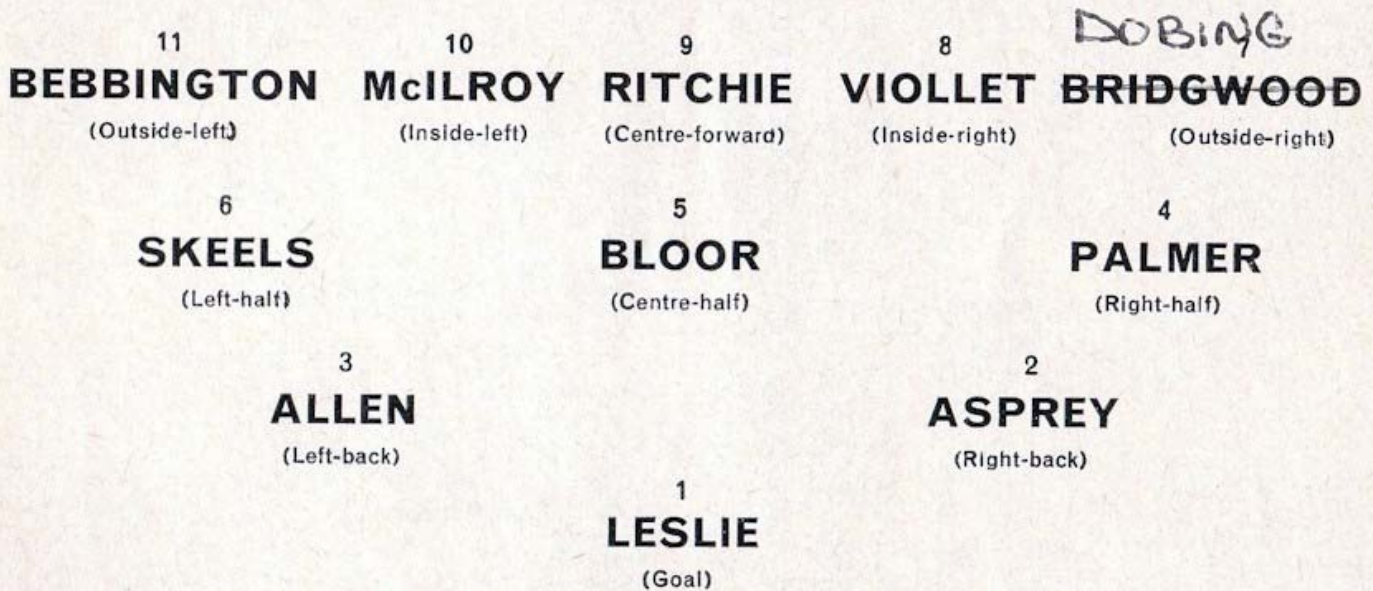 DOBING
11 10 9 8
BEBBINGTON McILROY RITCHIE VIOLLET BRIDGWOOD
(Outside-left) (Inside-left) (Centre-forward) (Inside-right) (Outside-right)
6 5 4
SKEELS BLOOR PALMER
(Left-half) (Centre-half) (Right-half)
3 2
ALLEN ASPREY
(Left-back) (Right-back)
1
LESLIE
(Goal)